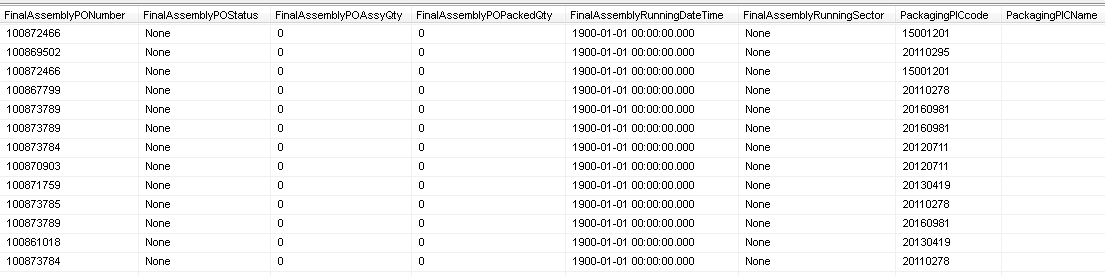 FinalAssemblyPONumber FinalAssemblyPOStatus FinalAssemblyPOAssyQty FinalAssemblyPOPackedQty FinalAssemblyRunningDateTime FinalAssemblyRunningSector PackagingPICcode PackagingPICName
100872466 None 0 0 1900-01-01 00:00:00.000 None 15001201
100869502 None 0 0 1900-01-01 00:00:00.000 None 20110295
100872466 None 0 0 1900-01-01 00:00:00.000 None 15001201
100867799 None 0 0 1900-01-01 00:00:00.000 None 20110278
100873789 None 0 0 1900-01-01 00:00:00.000 None 20160981
100873789 None 0 0 1900-01-01 00:00:00.000 None 20160981
100873784 None 0 0 1900-01-01 00:00:00.000 None 20120711
100870903 None 0 0 1900-01-01 00:00:00.000 None 20120711
100871759 None 0 0 1900-01-01 00:00:00.000 None 20130419
100873785 None 0 0 1900-01-01 00:00:00.000 None 20110278
100873789 None 0 0 1900-01-01 00:00:00.000 None 20160981
100861018 None 0 0 1900-01-01 00:00:00.000 None 20130419
100873784 None 0 0 1900-01-01 00:00:00.000 None 20110278